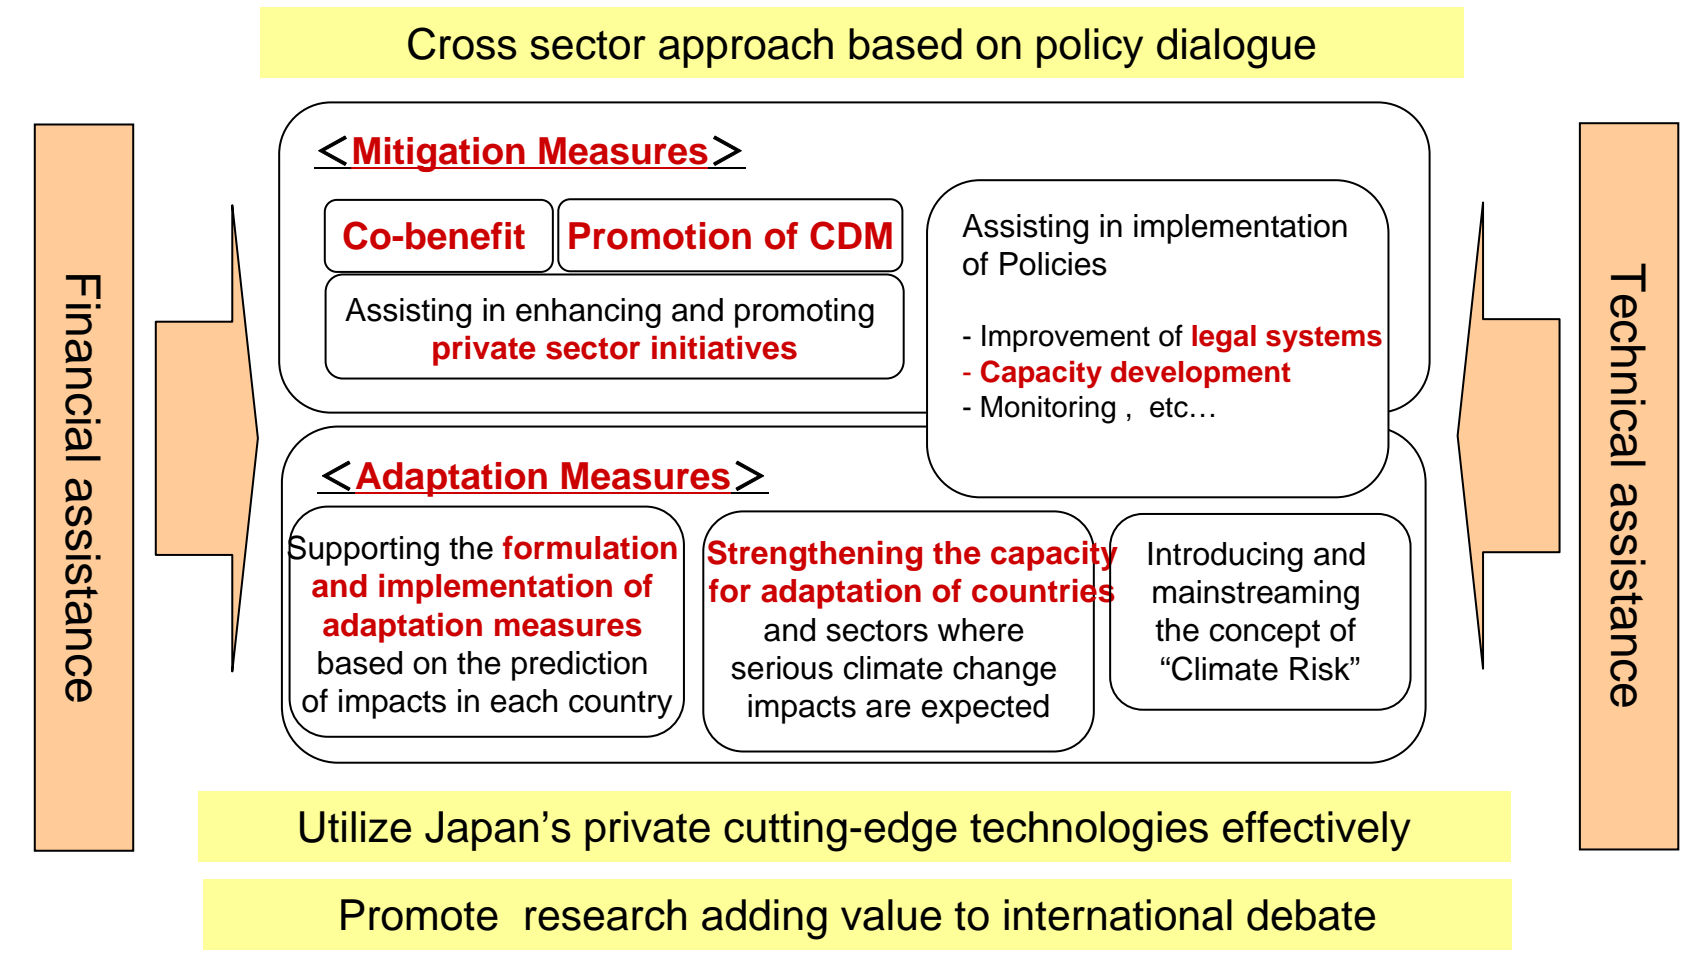 Cross sector approach based on policy dialogue
Financial assistance
<Mitigation Measures>
Co-benefit
Promotion of CDM
Assisting in enhancing and promoting
private sector initiatives
Assisting in implementation
of Policies
- Improvement of legal systems
- Capacity development
- Monitoring , etc…
<Adaptation Measures>
Supporting the formulation
and implementation of
adaptation measures
based on the prediction
of impacts in each country
Strengthening the capacity
for adaptation of countries
and sectors where
serious climate change
impacts are expected
Introducing and
mainstreaming
the concept of
“Climate Risk”
Technical assistance
Utilize Japan’s private cutting-edge technologies effectively
Promote research adding value to international debate